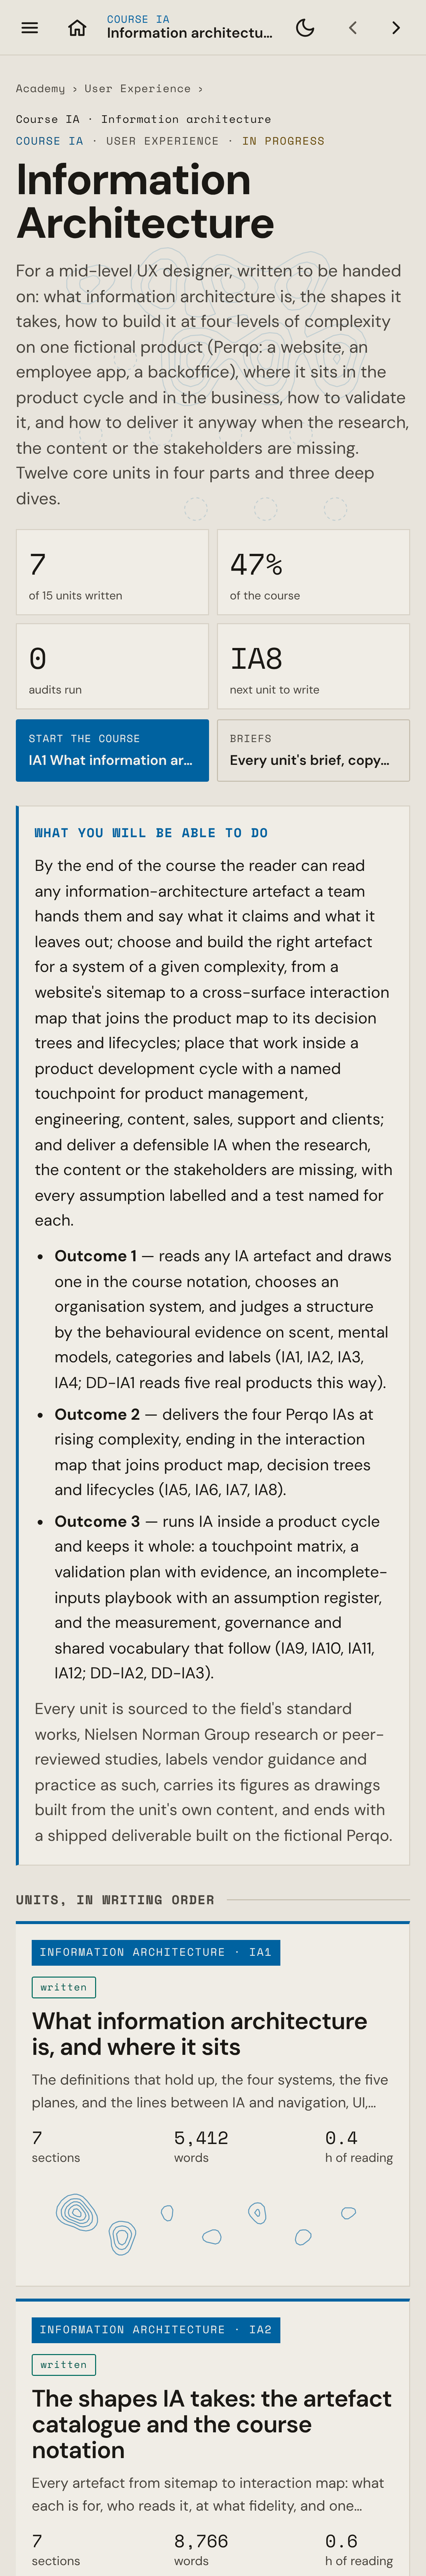 COURSE IA
Information architectu...
Academy › User Experience ›
Course IA · Information architecture
COURSE IA · USER EXPERIENCE · IN PROGRESS
Information
Architecture
For a mid-level UX designer, written to be handed
on: what information architecture is, the shapes it
takes, how to build it at four levels of complexity
on one fictional product (Perqo: a website, an
employee app, a backoffice), where it sits in the
product cycle and in the business, how to validate
it, and how to deliver it anyway when the research,
the content or the stakeholders are missing.
Twelve core units in four parts and three deep
dives.
7
of 15 units written
47%
of the course
0
audits run
IA8
next unit to write
START THE COURSE
IA1 What information ar...
BRIEFS
Every unit's brief, copy...
WHAT YOU WILL BE ABLE TO DO
By the end of the course the reader can read
any information-architecture artefact a team
hands them and say what it claims and what it
leaves out; choose and build the right artefact
for a system of a given complexity, from a
website's sitemap to a cross-surface interaction
map that joins the product map to its decision
trees and lifecycles; place that work inside a
product development cycle with a named
touchpoint for product management,
engineering, content, sales, support and clients;
and deliver a defensible IA when the research,
the content or the stakeholders are missing, with
every assumption labelled and a test named for
each.
• Outcome 1 — reads any IA artefact and draws
one in the course notation, chooses an
organisation system, and judges a structure
by the behavioural evidence on scent, mental
models, categories and labels (IA1, IA2, IA3,
IA4; DD-IA1 reads five real products this way).
• Outcome 2 — delivers the four Perqo IAs at
rising complexity, ending in the interaction
map that joins product map, decision trees
and lifecycles (IA5, IA6, IA7, IA8).
• Outcome 3 — runs IA inside a product cycle
and keeps it whole: a touchpoint matrix, a
validation plan with evidence, an incomplete-
inputs playbook with an assumption register,
and the measurement, governance and
shared vocabulary that follow (IA9, IA10, IA11,
IA12; DD-IA2, DD-IA3).
Every unit is sourced to the field's standard
works, Nielsen Norman Group research or peer-
reviewed studies, labels vendor guidance and
practice as such, carries its figures as drawings
built from the unit's own content, and ends with
a shipped deliverable built on the fictional Perqo.
UNITS, IN WRITING ORDER
INFORMATION ARCHITECTURE · IA1
written
What information architecture
is, and where it sits
The definitions that hold up, the four systems, the five
planes, and the lines between IA and navigation, UI,...
7 5,412 0.4
sections words h of reading
INFORMATION ARCHITECTURE · IA2
written
The shapes IA takes: the artefact
catalogue and the course
notation
Every artefact from sitemap to interaction map: what
each is for, who reads it, at what fidelity, and one...
7 8,766 0.6
sections words h of reading